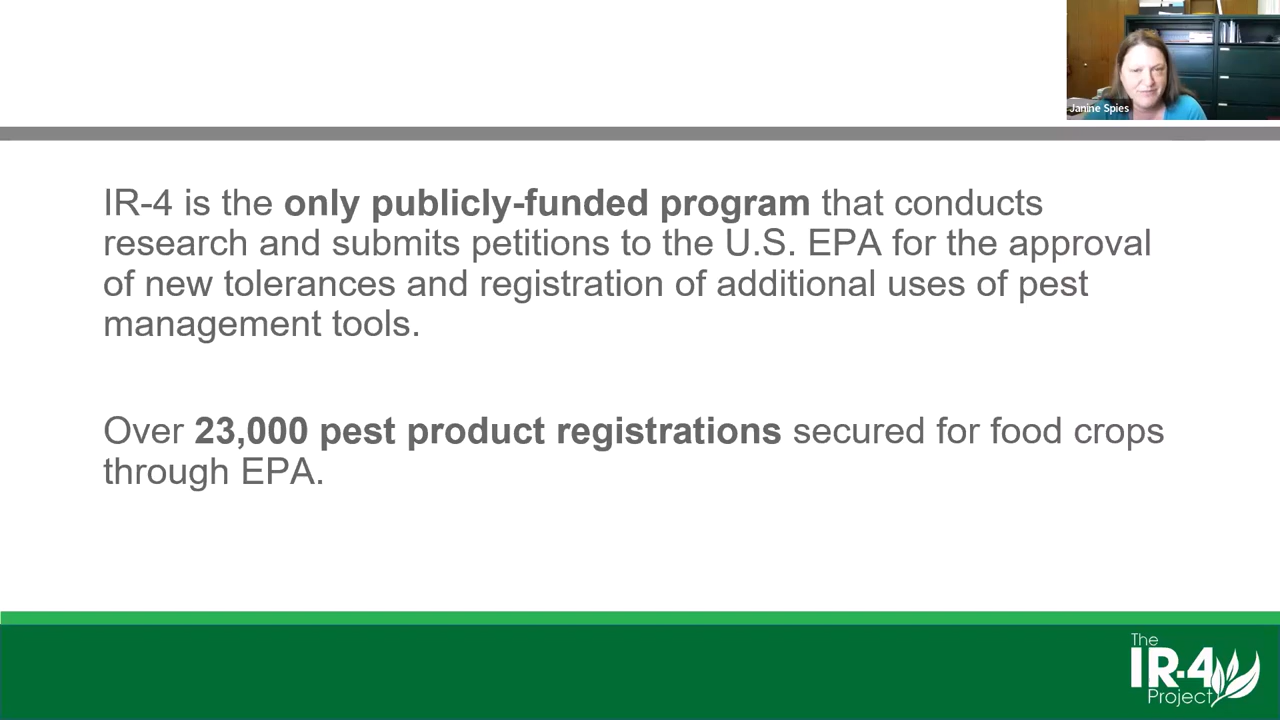 Janine Spies
IR-4 is the only publicly-funded program that conducts
research and submits petitions to the U.S. EPA for the approval
of new tolerances and registration of additional uses of pest
management tools.
Over 23,000 pest product registrations secured for food crops
through EPA.
The
IR-4
Project